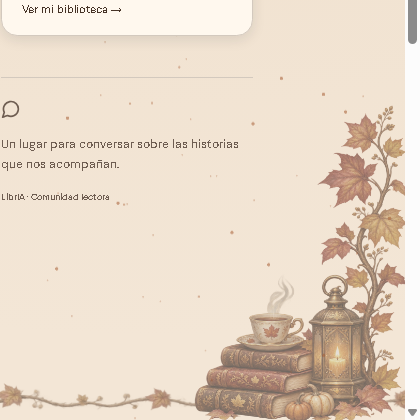 Ver mi biblioteca →
Un lugar para conversar sobre las historias
que nos acompañan.
LibrIA · Comunidad lectora